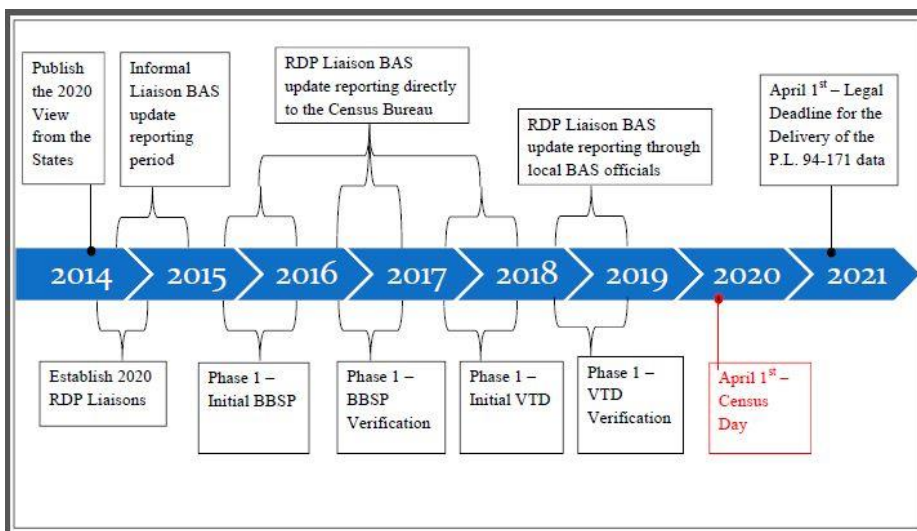 Publish
the 2020
View
from the
States
Informal
Liaison BAS
update
reporting
period
RDP Liaison BAS
update reporting directly
to the Census Bureau
RDP Liaison BAS
update reporting through
local BAS officials
April 1st – Legal
Deadline for the
Delivery of the
P.L. 94-171 data
2014
2015
2016
2017
2018
2019
2020
2021
Establish 2020
RDP Liaisons
Phase 1 –
Initial BBSP
Phase 1 –
BBSP
Verification
Phase 1 –
Initial VTD
Phase 1 –
VTD
Verification
April 1st –
Census
Day